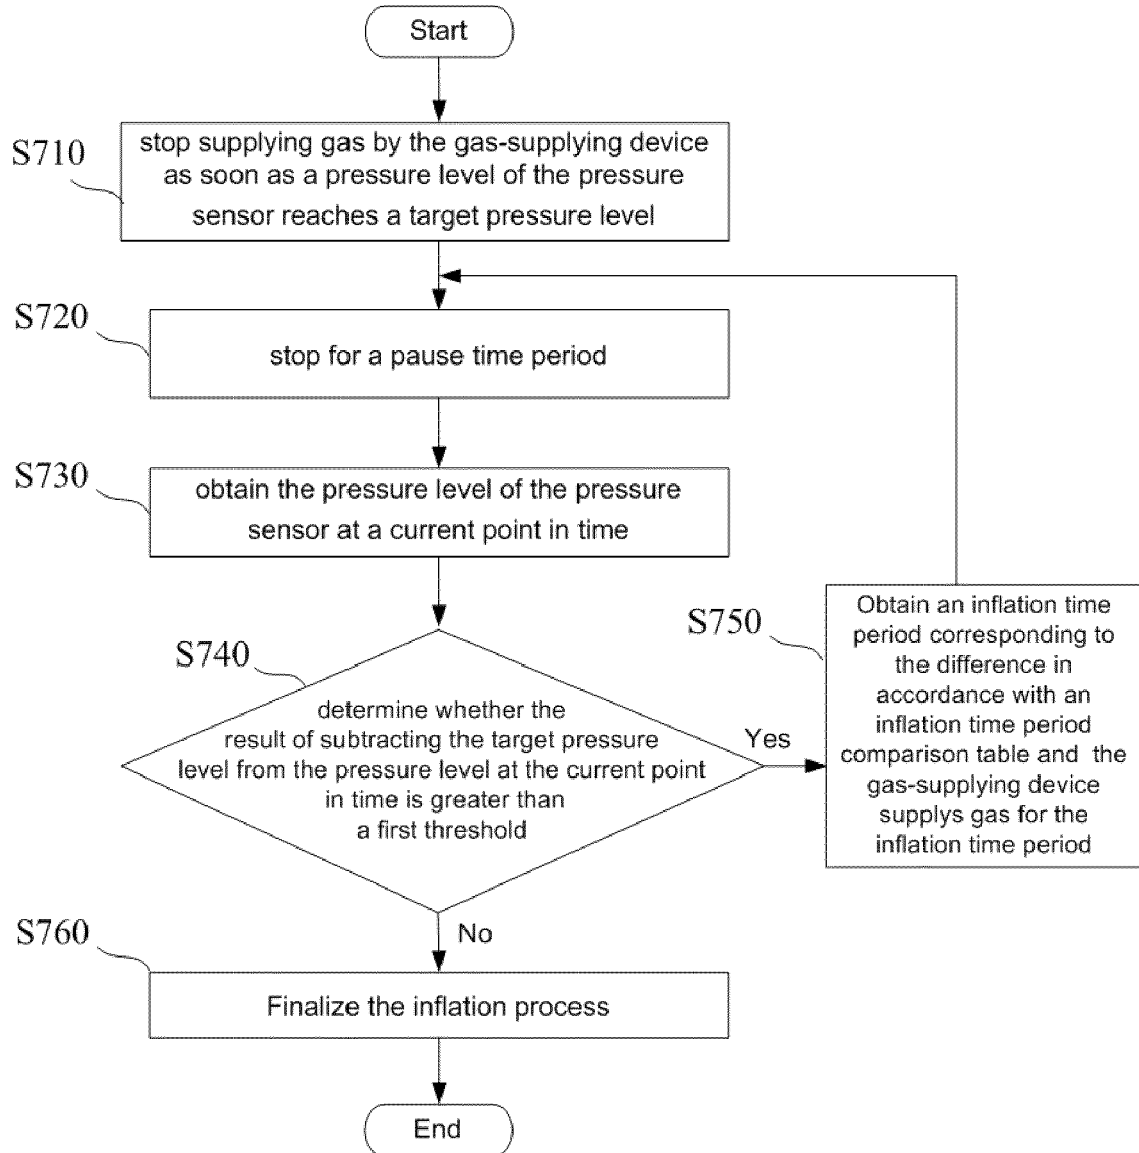 Start
S710
stop supplying gas by the gas-supplying device
as soon as a pressure level of the pressure
sensor reaches a target pressure level
S720
stop for a pause time period
S730
obtain the pressure level of the pressure
sensor at a current point in time
S740
determine whether the
result of subtracting the target pressure
level from the pressure level at the current point
in time is greater than
a first threshold
Yes
S750
Obtain an inflation time
period corresponding to
the difference in
accordance with an
inflation time period
comparison table and the
gas-supplying device
supplys gas for the
inflation time period
No
S760
Finalize the inflation process
End